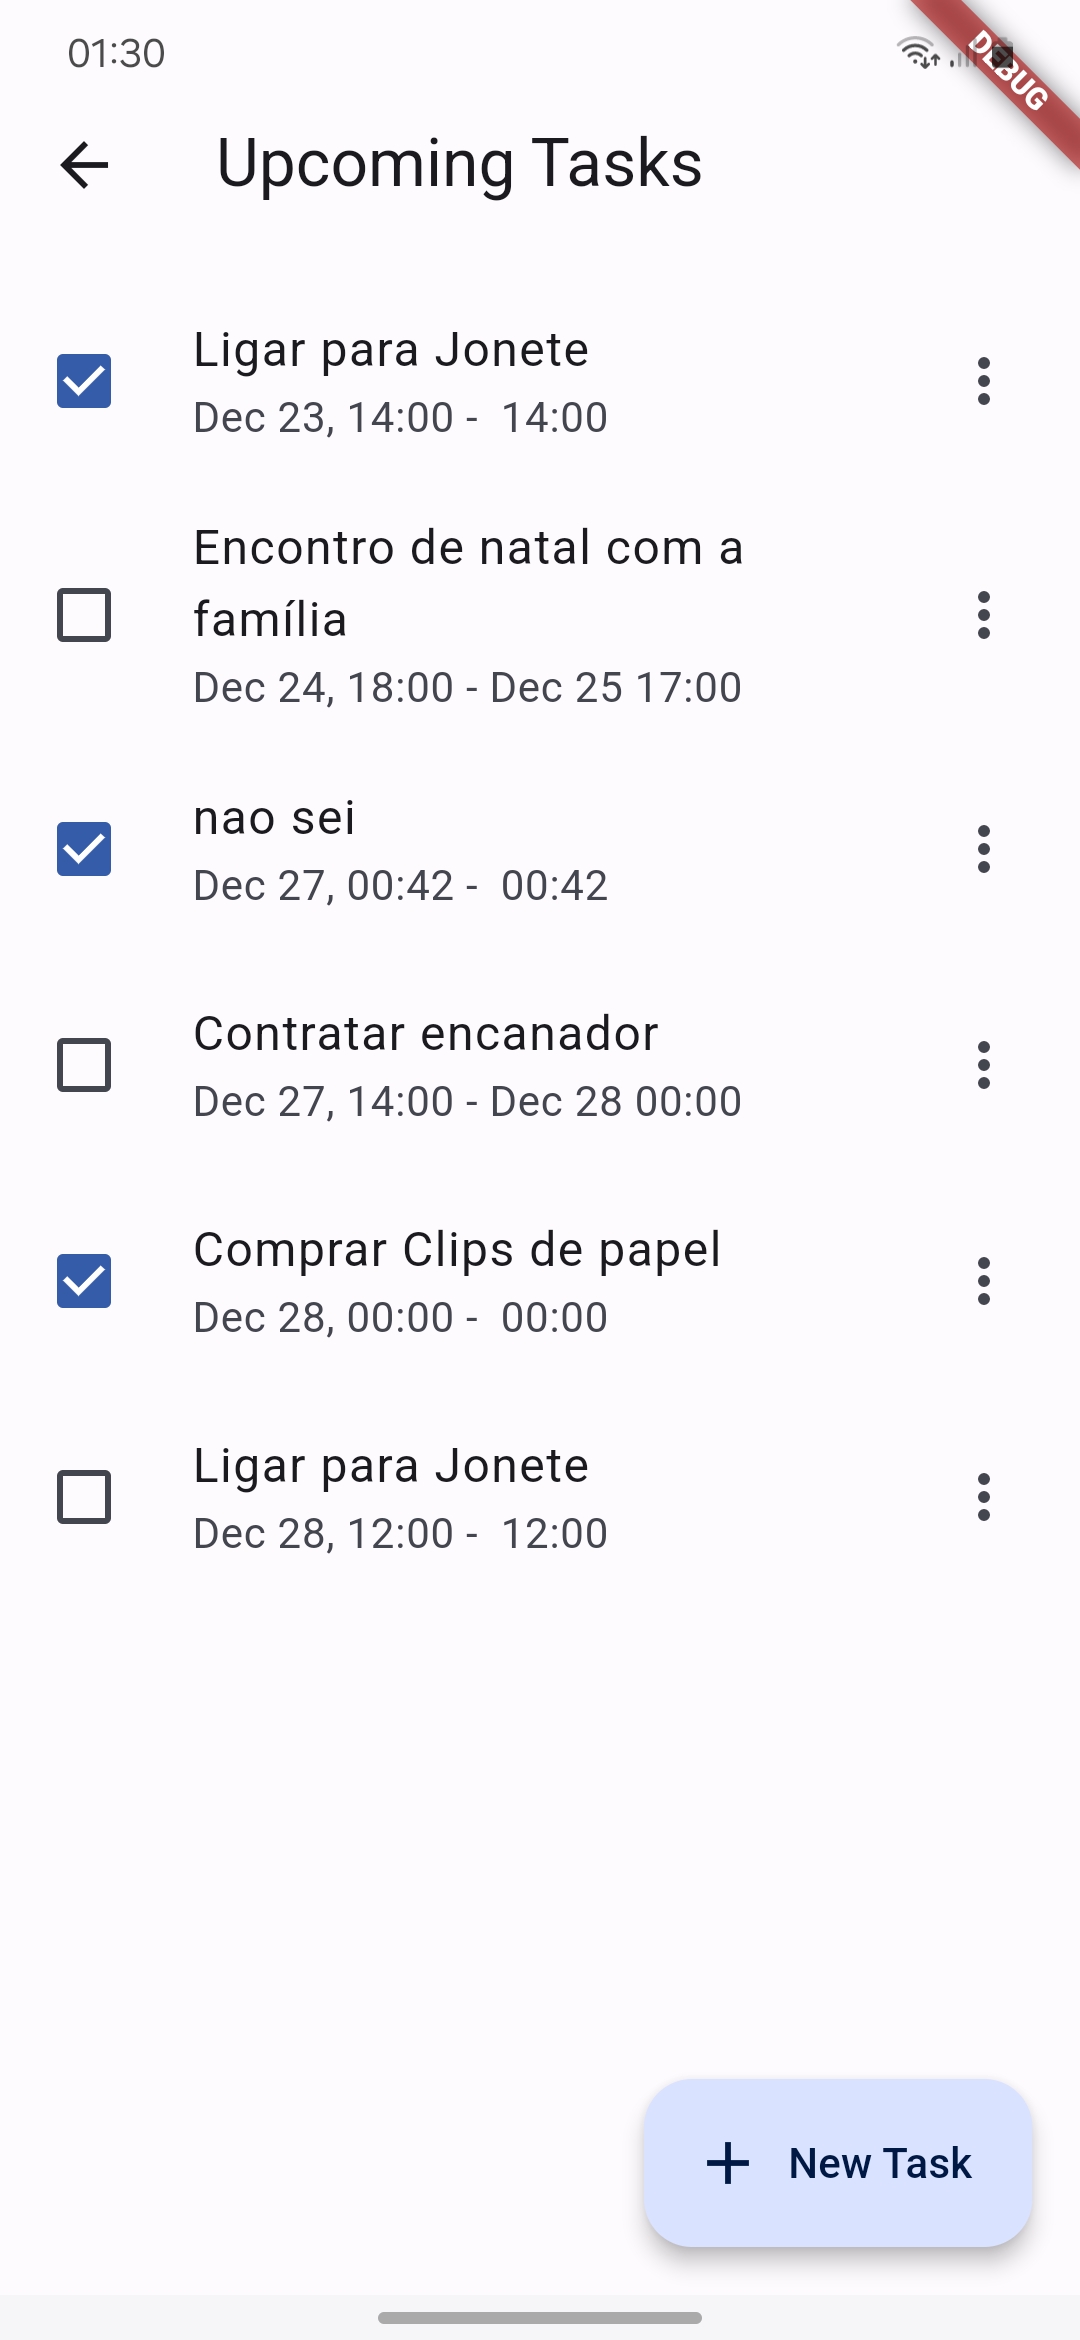 01:30
DEBUG
Upcoming Tasks
Ligar para Jonete
Dec 23, 14:00 -  14:00
Encontro de natal com a
família
Dec 24, 18:00 - Dec 25 17:00
nao sei
Dec 27, 00:42 -  00:42
Contratar encanador
Dec 27, 14:00 - Dec 28 00:00
Comprar Clips de papel
Dec 28, 00:00 -  00:00
Ligar para Jonete
Dec 28, 12:00 -  12:00
New Task